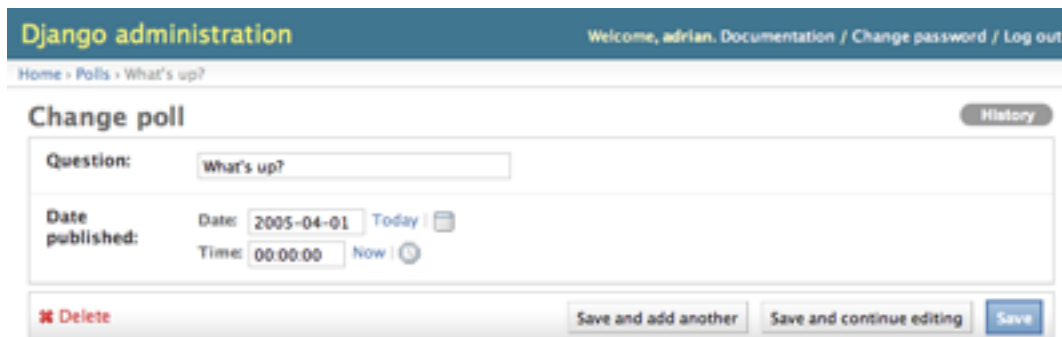 Django administration
Welcome, adrian. Documentation / Change password / Log out
Home › Polls › What's up?
Change poll
History
Question: What's up?
Date published:
Date: 2005-04-01 Today |
Time: 00:00:00 Now |
Delete
Save and add another
Save and continue editing
Save